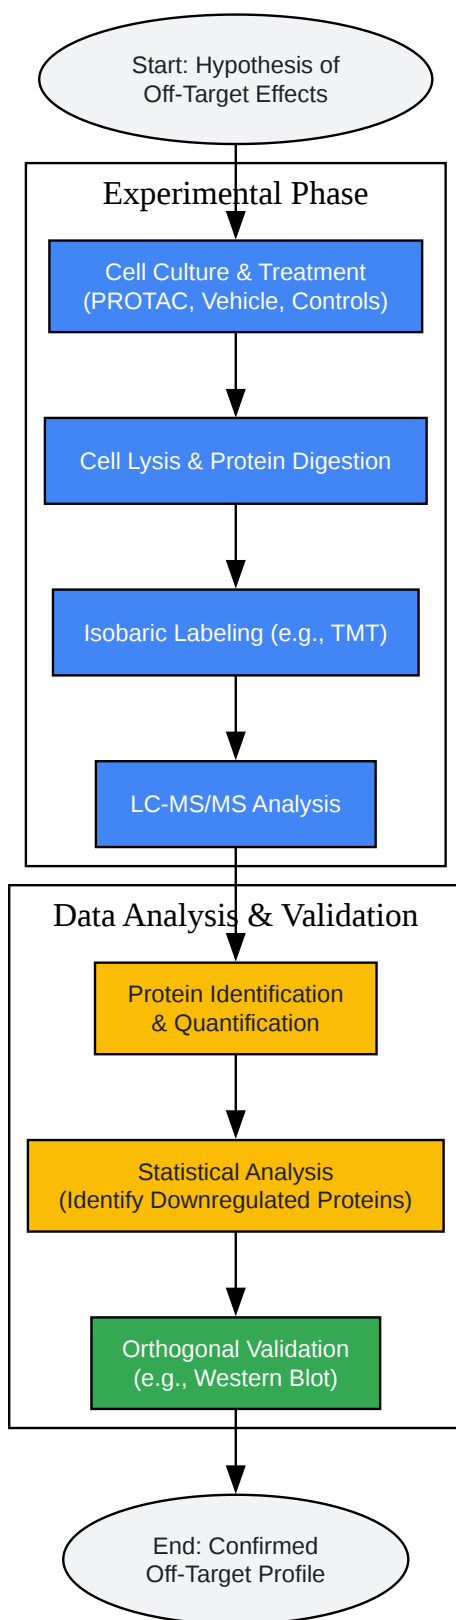 Start: Hypothesis of
Off-Target Effects
Experimental Phase
Cell Culture & Treatment
(PROTAC, Vehicle, Controls)
Cell Lysis & Protein Digestion
Isobaric Labeling (e.g., TMT)
LC-MS/MS Analysis
Data Analysis & Validation
Protein Identification
& Quantification
Statistical Analysis
(Identify Downregulated Proteins)
Orthogonal Validation
(e.g., Western Blot)
End: Confirmed
Off-Target Profile